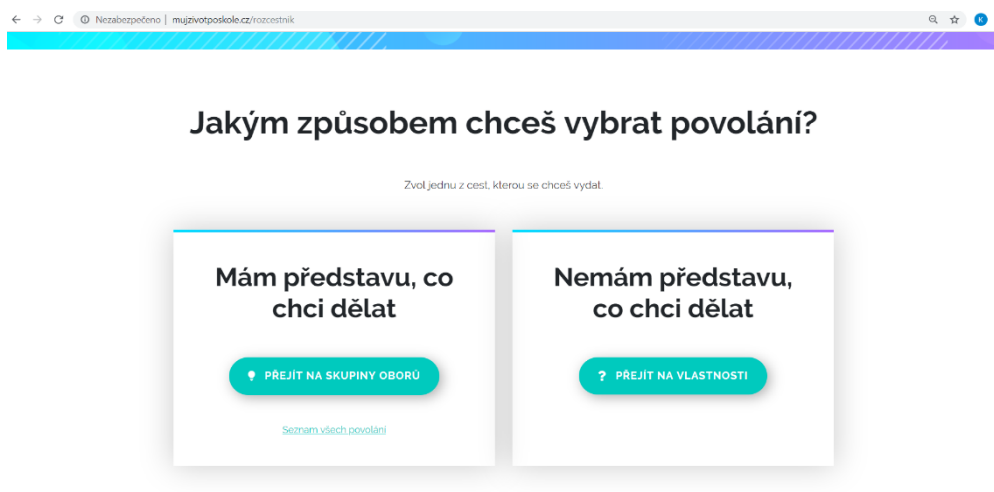 Nezabezpečeno | mujzivotposkole.cz/rozcestnik
K
Jakým způsobem chceš vybrat povolání?
Zvol jednu z cest, kterou se chceš vydat.
Mám představu, co
chci dělat
PŘEJÍT NA SKUPINY OBORŮ
Seznam všech povolání
Nemám představu,
co chci dělat
? PŘEJÍT NA VLASTNOSTI